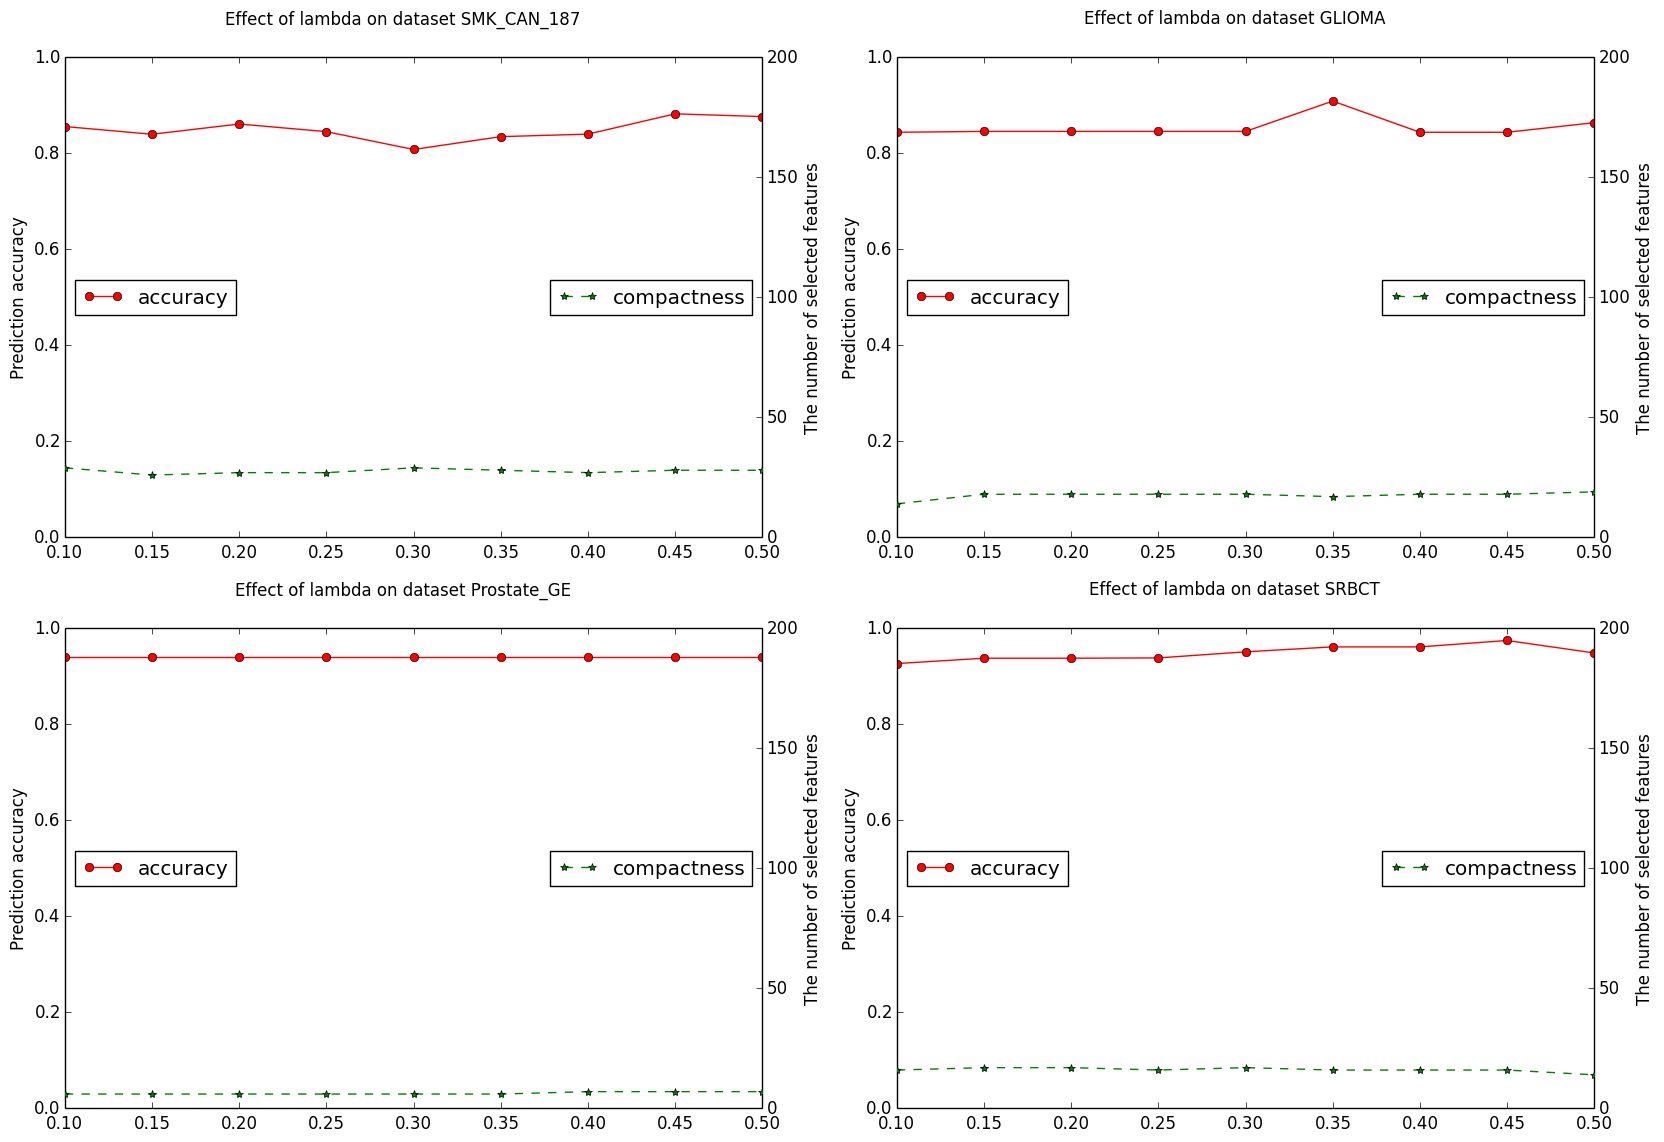 Effect of lambda on dataset SMK_CAN_187
1.0
0.8
0.6
0.4
0.2
0.0
Prediction accuracy
200
150
100
50
0
The number of selected features
accuracy
compactness
0.10 0.15 0.20 0.25 0.30 0.35 0.40 0.45 0.50
Effect of lambda on dataset GLIOMA
1.0
0.8
0.6
0.4
0.2
0.0
Prediction accuracy
200
150
100
50
0
The number of selected features
accuracy
compactness
0.10 0.15 0.20 0.25 0.30 0.35 0.40 0.45 0.50
Effect of lambda on dataset Prostate_GE
1.0
0.8
0.6
0.4
0.2
0.0
Prediction accuracy
200
150
100
50
0
The number of selected features
accuracy
compactness
0.10 0.15 0.20 0.25 0.30 0.35 0.40 0.45 0.50
Effect of lambda on dataset SRBCT
1.0
0.8
0.6
0.4
0.2
0.0
Prediction accuracy
200
150
100
50
0
The number of selected features
accuracy
compactness
0.10 0.15 0.20 0.25 0.30 0.35 0.40 0.45 0.50